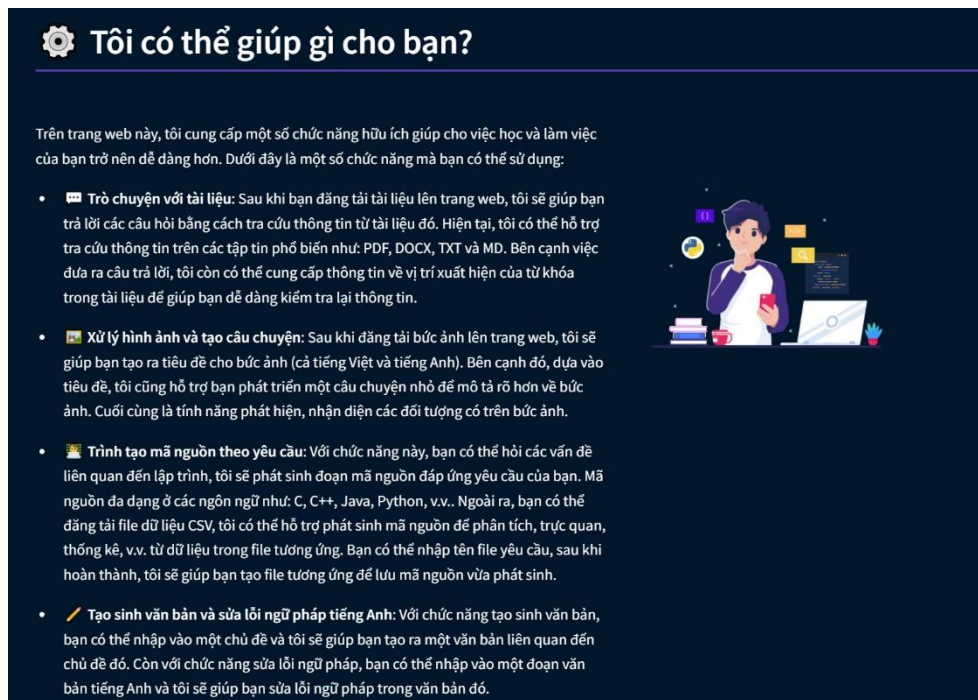 Tôi có thể giúp gì cho bạn?
Trên trang web này, tôi cung cấp một số chức năng hữu ích giúp cho việc học và làm việc
của bạn trở nên dễ dàng hơn. Dưới đây là một số chức năng mà bạn có thể sử dụng:
• Trò chuyện với tài liệu: Sau khi bạn đăng tải tài liệu lên trang web, tôi sẽ giúp bạn
trả lời các câu hỏi bằng cách tra cứu thông tin từ tài liệu đó. Hiện tại, tôi có thể hỗ trợ
tra cứu thông tin trên các tập tin phổ biến như: PDF, DOCX, TXT và MD. Bên cạnh việc
đưa ra câu trả lời, tôi còn có thể cung cấp thông tin về vị trí xuất hiện của từ khóa
trong tài liệu để giúp bạn dễ dàng kiểm tra lại thông tin.
• Xử lý hình ảnh và tạo câu chuyện: Sau khi đăng tải bức ảnh lên trang web, tôi sẽ
giúp bạn tạo ra tiêu đề cho bức ảnh (cả tiếng Việt và tiếng Anh). Bên cạnh đó, dựa vào
tiêu đề, tôi cũng hỗ trợ bạn phát triển một câu chuyện nhỏ để mô tả rõ hơn về bức
ảnh. Cuối cùng là tính năng phát hiện, nhận diện các đối tượng có trên bức ảnh.
• Trình tạo mã nguồn theo yêu cầu: Với chức năng này, bạn có thể hỏi các vấn đề
liên quan đến lập trình, tôi sẽ phát sinh đoạn mã nguồn đáp ứng yêu cầu của bạn. Mã
nguồn đa dạng ở các ngôn ngữ như: C, C++, Java, Python, v.v.. Ngoài ra, bạn có thể
đăng tải file dữ liệu CSV, tôi có thể hỗ trợ phát sinh mã nguồn để phân tích, trực quan,
thống kê, v.v. từ dữ liệu trong file tương ứng. Bạn có thể nhập tên file yêu cầu, sau khi
hoàn thành, tôi sẽ giúp bạn tạo file tương ứng để lưu mã nguồn vừa phát sinh.
• Tạo sinh văn bản và sửa lỗi ngữ pháp tiếng Anh: Với chức năng tạo sinh văn bản,
bạn có thể nhập vào một chủ đề và tôi sẽ giúp bạn tạo ra một văn bản liên quan đến
chủ đề đó. Còn với chức năng sửa lỗi ngữ pháp, bạn có thể nhập vào một đoạn văn
bản tiếng Anh và tôi sẽ giúp bạn sửa lỗi ngữ pháp trong văn bản đó.